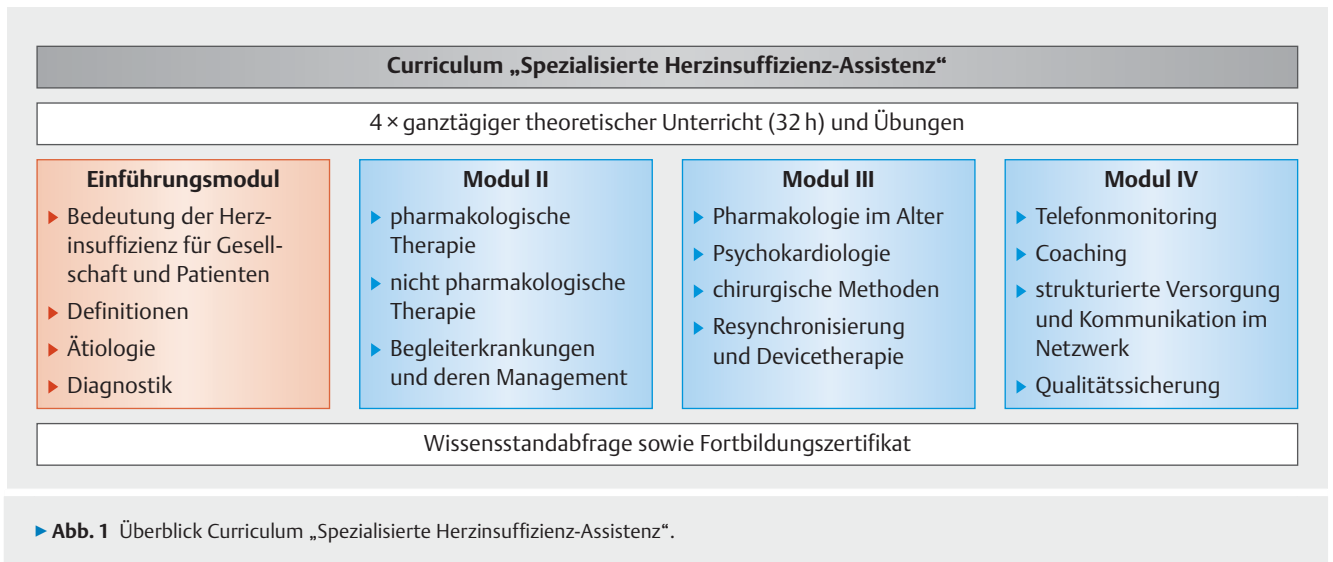 Curriculum „Spezialisierte Herzinsuffizienz-Assistenz“
4 × ganztägiger theoretischer Unterricht (32 h) und Übungen
Einführungsmodul
▶ Bedeutung der Herz-
insuffizienz für Gesell-
schaft und Patienten
▶ Definitionen
▶ Ätiologie
▶ Diagnostik
Modul II
▶ pharmakologische
Therapie
▶ nicht pharmakologische
Therapie
▶ Begleiterkrankungen
und deren Management
Modul III
▶ Pharmakologie im Alter
▶ Psychokardiologie
▶ chirurgische Methoden
▶ Resynchronisierung
und Devicetherapie
Modul IV
▶ Telefonmonitoring
▶ Coaching
▶ strukturierte Versorgung
und Kommunikation im
Netzwerk
▶ Qualitätssicherung
Wissensstandabfrage sowie Fortbildungszertifikat
▶ Abb. 1 Überblick Curriculum „Spezialisierte Herzinsuffizienz-Assistenz“.